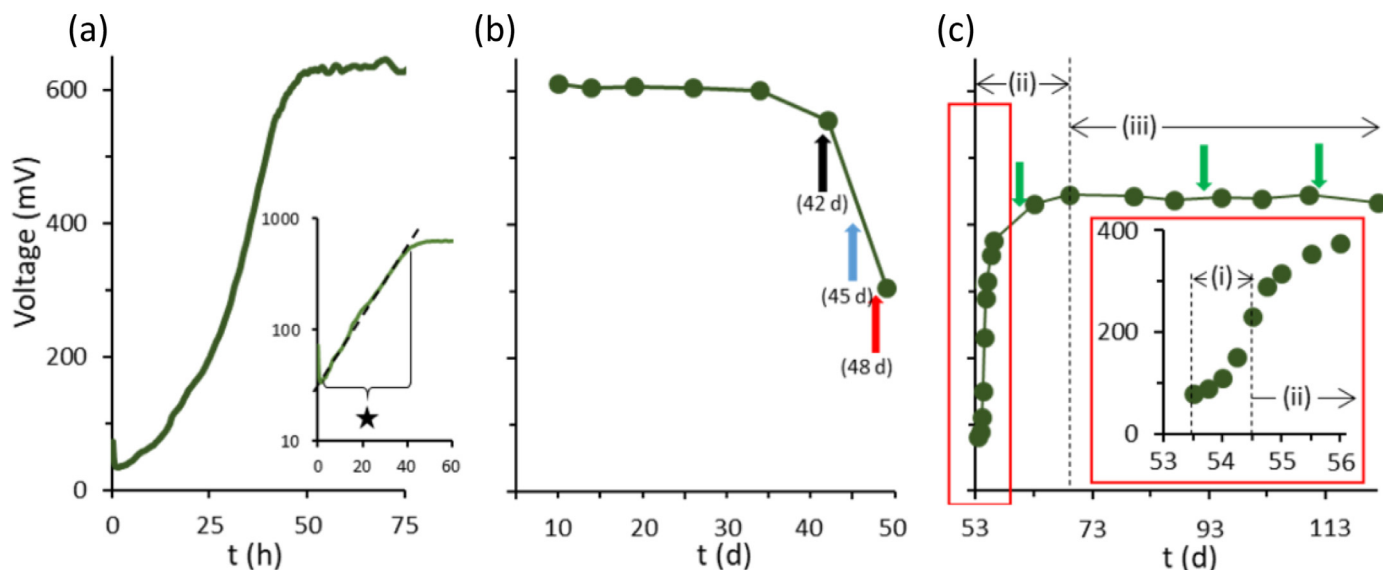 (a)
Voltage (mV)
600
400
200
0
0 25 50 75
t (h)
1000
100
10
0 20 40 60
(b)
(42 d)
(45 d)
(48 d)
10 20 30 40 50
t (d)
(c)
(ii)
(iii)
53 73 93 113
t (d)
400
200
0
(i)
(ii)
53 54 55 56